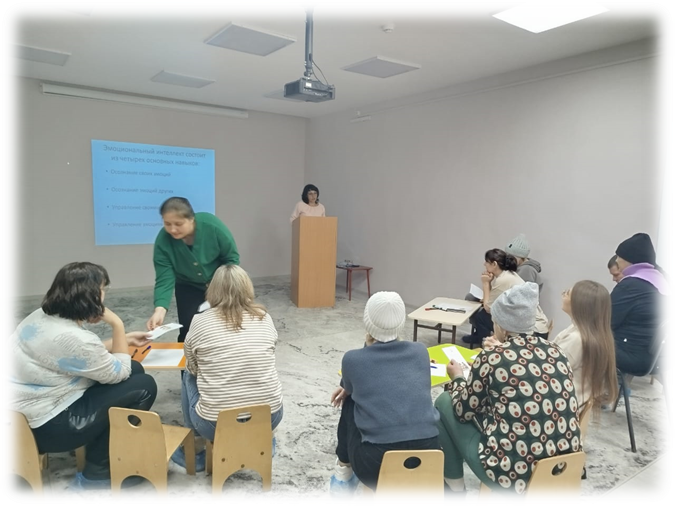 Эмоциональный интеллект состоит
из четырех основных навыков:
• Осознание своих эмоций
• Осознание эмоций других
• Управление
• Управление